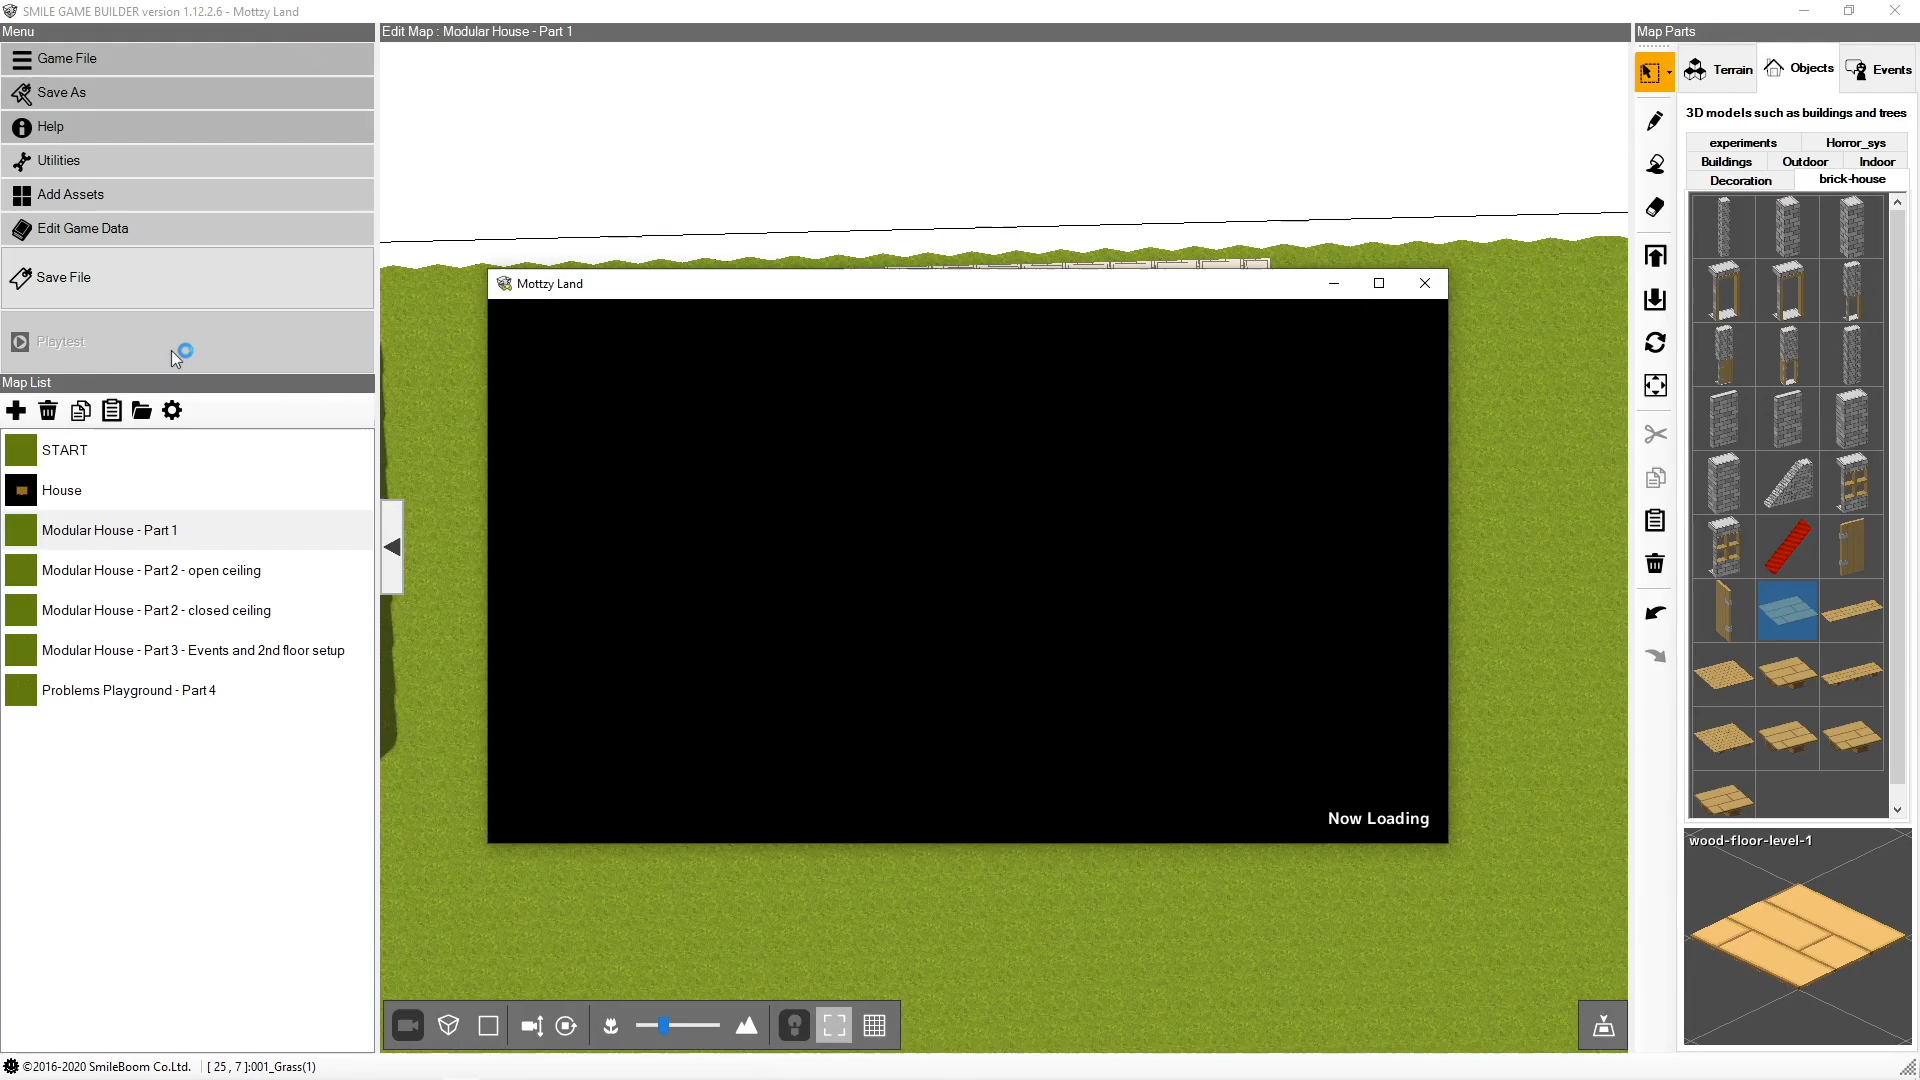 SMILE GAME BUILDER version 1.12.2.6 - Mottzy Land
Menu
Game File
Save As
Help
Utilities
Add Assets
Edit Game Data
Save File
Playtest
Map List
START
House
Modular House - Part 1
Modular House - Part 2 - open ceiling
Modular House - Part 2 - closed ceiling
Modular House - Part 3 - Events and 2nd floor setup
Problems Playground - Part 4
©2016-2020 SmileBoom Co.Ltd.
[ 25 , 7 ]:001_Grass(1)
Edit Map : Modular House - Part 1
Mottzy Land
Now Loading
Map Parts
Terrain
Objects
Events
3D models such as buildings and trees
experiments
Horror_sys
Buildings
Outdoor
Indoor
Decoration
brick-house
wood-floor-level-1